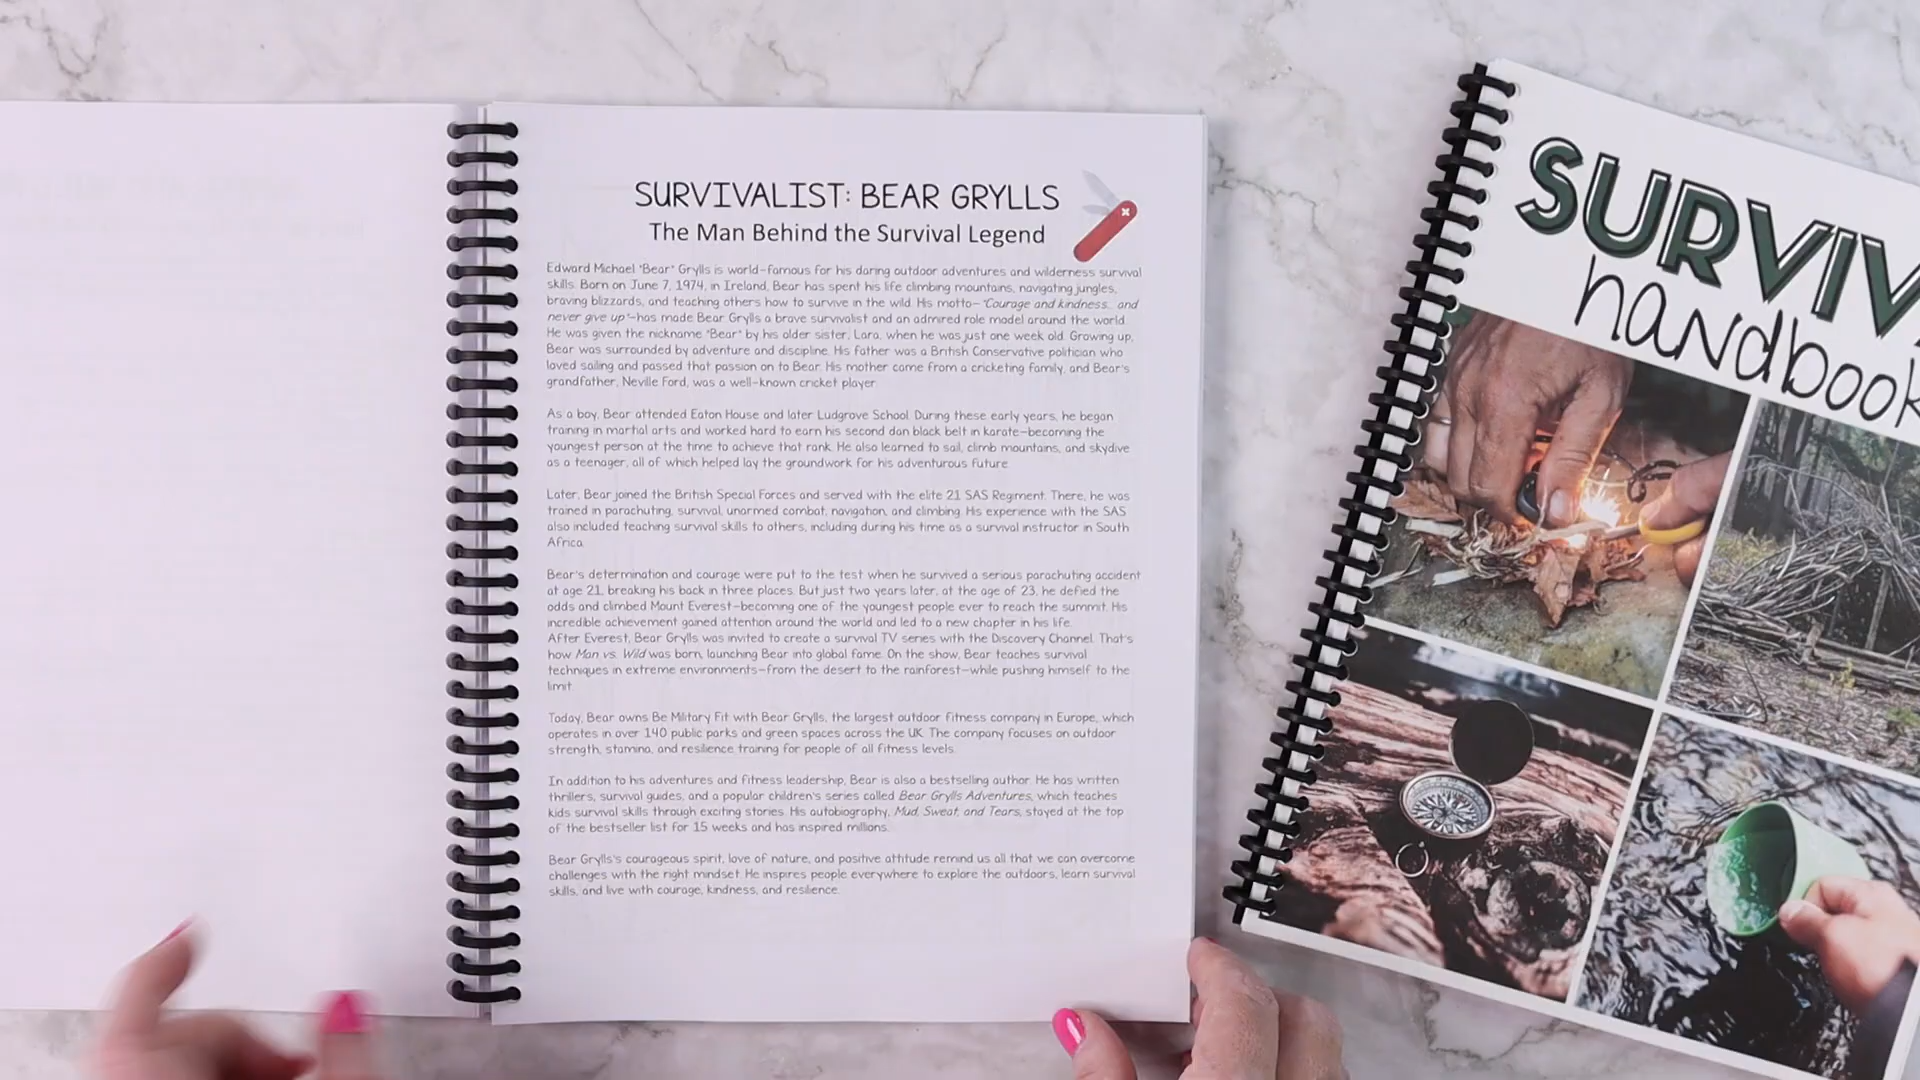 SURVIVALIST: BEAR GRYLLS
The Man Behind the Survival Legend
Edward Michael "Bear" Grylls is world-famous for his daring outdoor adventures and wilderness survival
skills. Born on June 7, 1974, in Ireland, Bear has spent his life climbing mountains, navigating jungles,
braving blizzards, and teaching others how to survive in the wild. His motto—"Courage and kindness... and
never give up"—has made Bear Grylls a brave survivalist and an admired role model around the world.
He was given the nickname "Bear" by his older sister, Lara, when he was just one week old. Growing up,
Bear was surrounded by adventure and discipline. His father was a British Conservative politician who
loved sailing and passed that passion on to Bear. His mother came from a cricketing family, and Bear's
grandfather, Neville Ford, was a well-known cricket player.
As a boy, Bear attended Eaton House and later Ludgrove School. During these early years, he began
training in martial arts and worked hard to earn his second dan black belt in karate—becoming the
youngest person at the time to achieve that rank. He also learned to sail, climb mountains, and skydive
as a teenager, all of which helped lay the groundwork for his adventurous future.
Later, Bear joined the British Special Forces and served with the elite 21 SAS Regiment. There, he was
trained in parachuting, survival, unarmed combat, navigation, and climbing. His experience with the SAS
also included teaching survival skills to others, including during his time as a survival instructor in South
Africa.
Bear's determination and courage were put to the test when he survived a serious parachuting accident
at age 21, breaking his back in three places. But just two years later, at the age of 23, he defied the
odds and climbed Mount Everest—becoming one of the youngest people ever to reach the summit. His
incredible achievement gained attention around the world and led to a new chapter in his life.
After Everest, Bear Grylls was invited to create a survival TV series with the Discovery Channel. That's
how Man vs. Wild was born, launching Bear into global fame. On the show, Bear teaches survival
techniques in extreme environments—from the desert to the rainforest—while pushing himself to the
limit.
Today, Bear owns Be Military Fit with Bear Grylls, the largest outdoor fitness company in Europe, which
operates in over 140 public parks and green spaces across the UK. The company focuses on outdoor
strength, stamina, and resilience training for people of all fitness levels.
In addition to his adventures and fitness leadership, Bear is also a bestselling author. He has written
thrillers, survival guides, and a popular children's series called Bear Grylls Adventures, which teaches
kids survival skills through exciting stories. His autobiography, Mud, Sweat, and Tears, stayed at the top
of the bestseller list for 15 weeks and has inspired millions.
Bear Grylls's courageous spirit, love of nature, and positive attitude remind us all that we can overcome
challenges with the right mindset. He inspires people everywhere to explore the outdoors, learn survival
skills, and live with courage, kindness, and resilience.
SURVIV
handbook